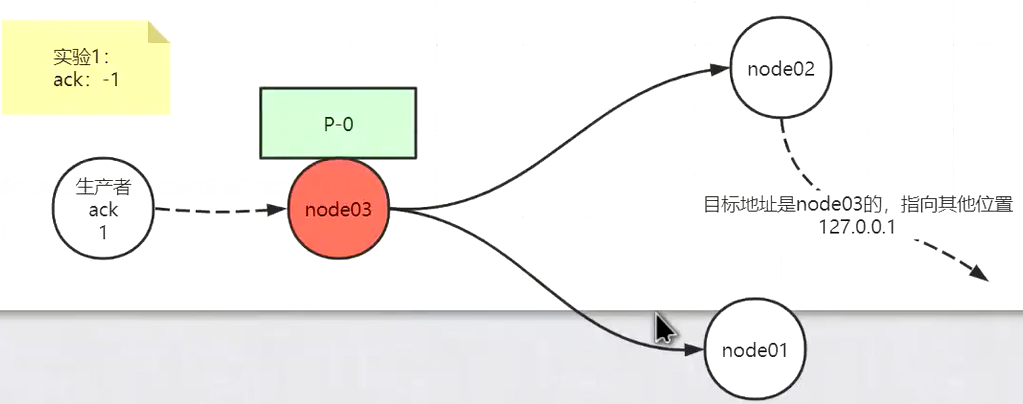 实验1：
ack：-1
P-0
生产者
ack
1
node03
node02
目标地址是node03的，指向其他位置
127.0.0.1
node01